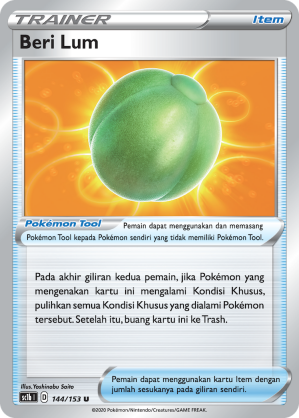 TRAINER Item
Beri Lum
Pokémon Tool Pemain dapat menggunakan dan memasang
Pokémon Tool kepada Pokémon sendiri yang tidak memiliki Pokémon Tool.
Pada akhir giliran kedua pemain, jika Pokémon yang
mengenakan kartu ini mengalami Kondisi Khusus,
pulihkan semua Kondisi Khusus yang dialami Pokémon
tersebut. Setelah itu, buang kartu ini ke Trash.
Illus. Yoshinobu Saito
sc1b I D 144/153 U
Pemain dapat menggunakan kartu Item dengan
jumlah sesukanya pada gilirannya sendiri.
©2020 Pokémon/Nintendo/Creatures/GAME FREAK.